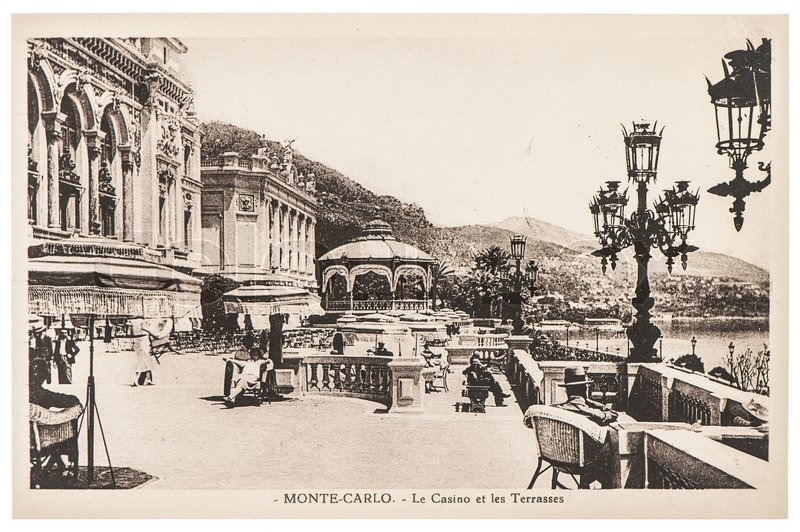 - MONTE-CARLO. - Le Casino et les Terrasses